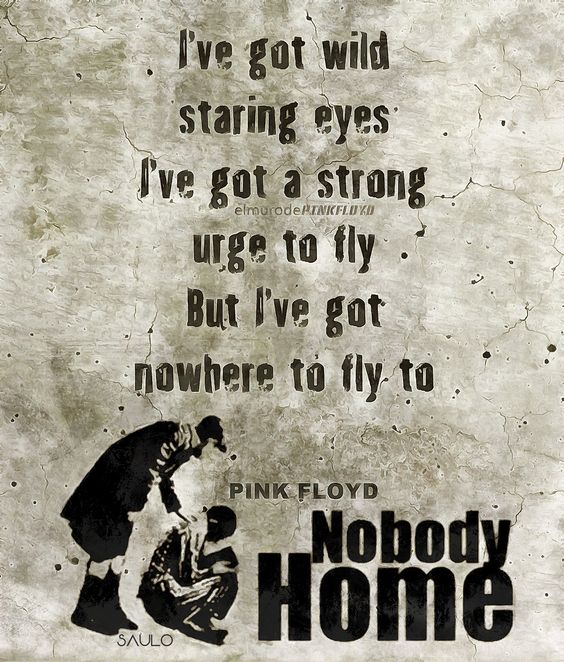 I've got wild
staring eyes
I've got a strong
elmurodePINKFLOYD
urge to fly
But I've got
nowhere to fly to
PINK FLOYD
Nobody
Home
SAULO